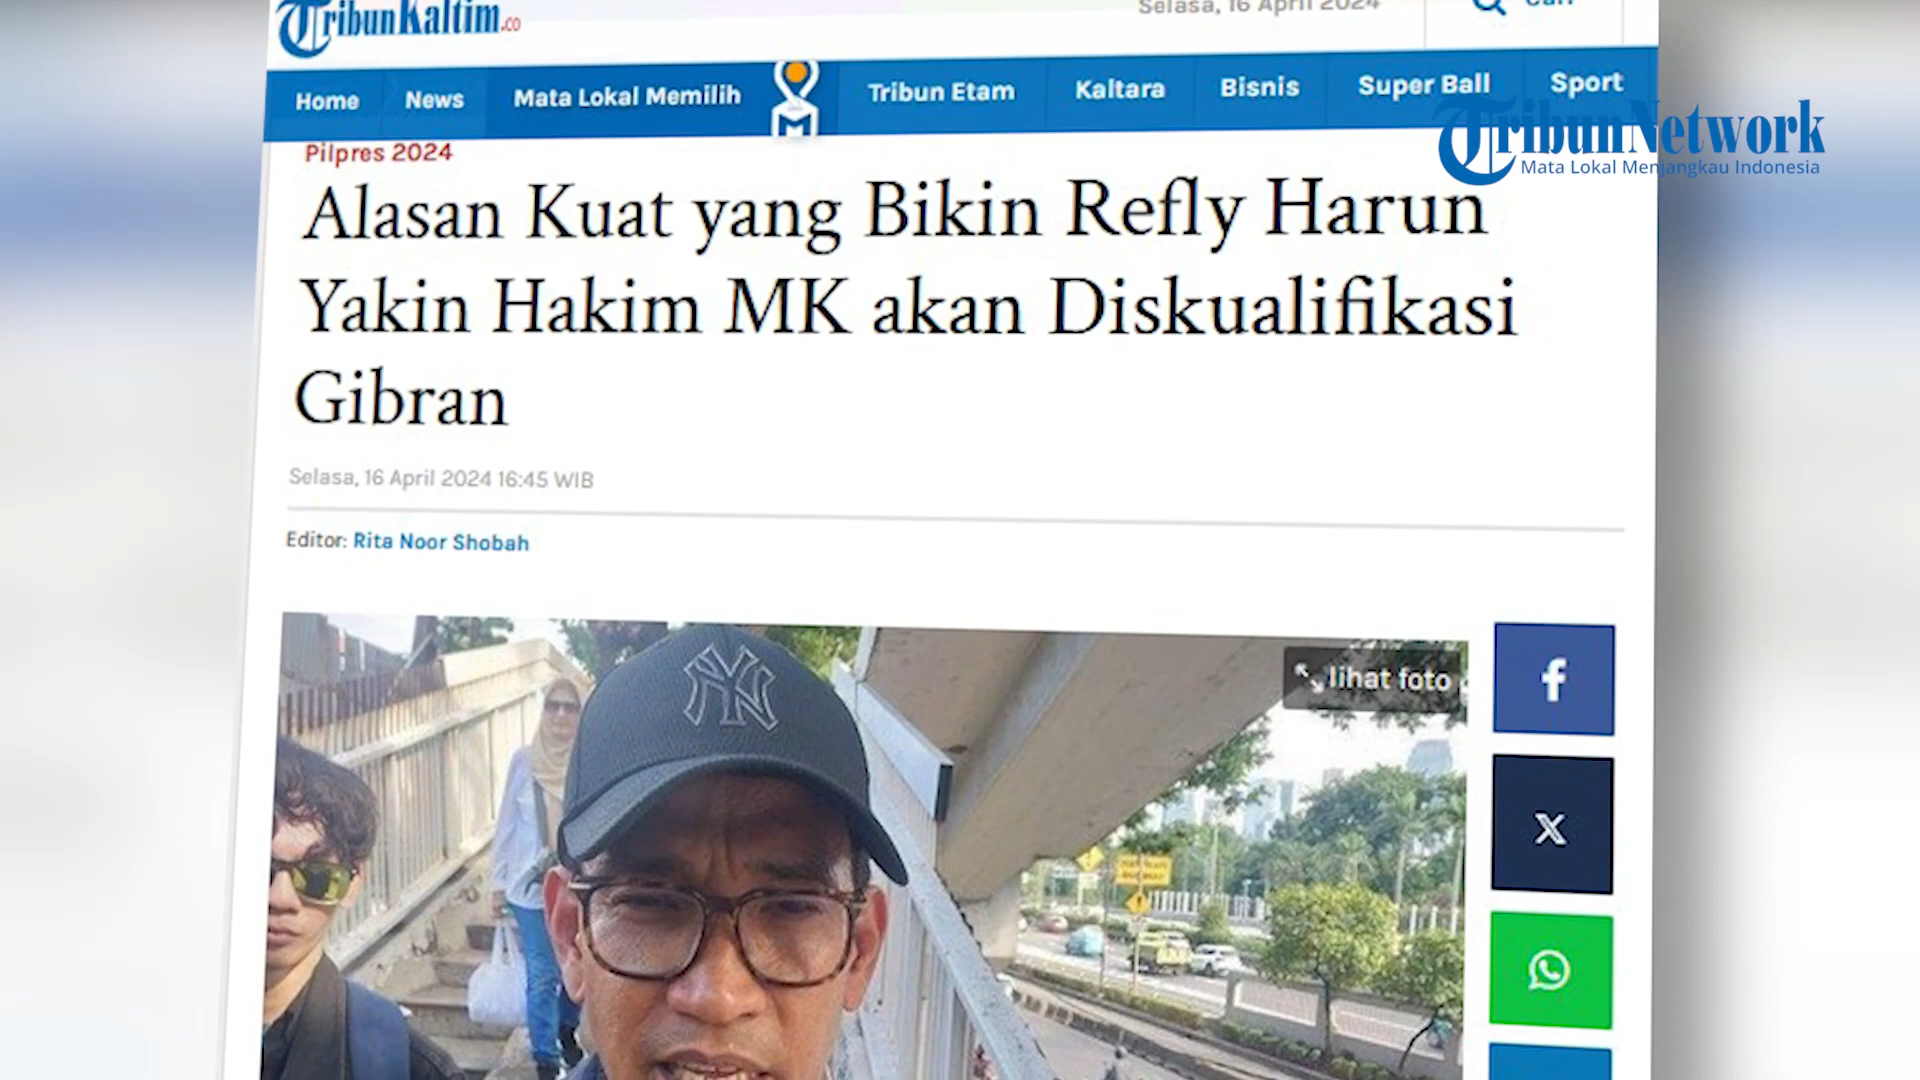 TribunKaltim.co
Selasa, 16 April 2024
Cari
Home News Mata Lokal Memilih Tribun Etam Kaltara Bisnis Super Ball Sport
TribunNetwork
Mata Lokal Menjangkau Indonesia
Pilpres 2024
Alasan Kuat yang Bikin Refly Harun
Yakin Hakim MK akan Diskualifikasi
Gibran
Selasa, 16 April 2024 16:45 WIB
Editor: Rita Noor Shobah
lihat foto
NY